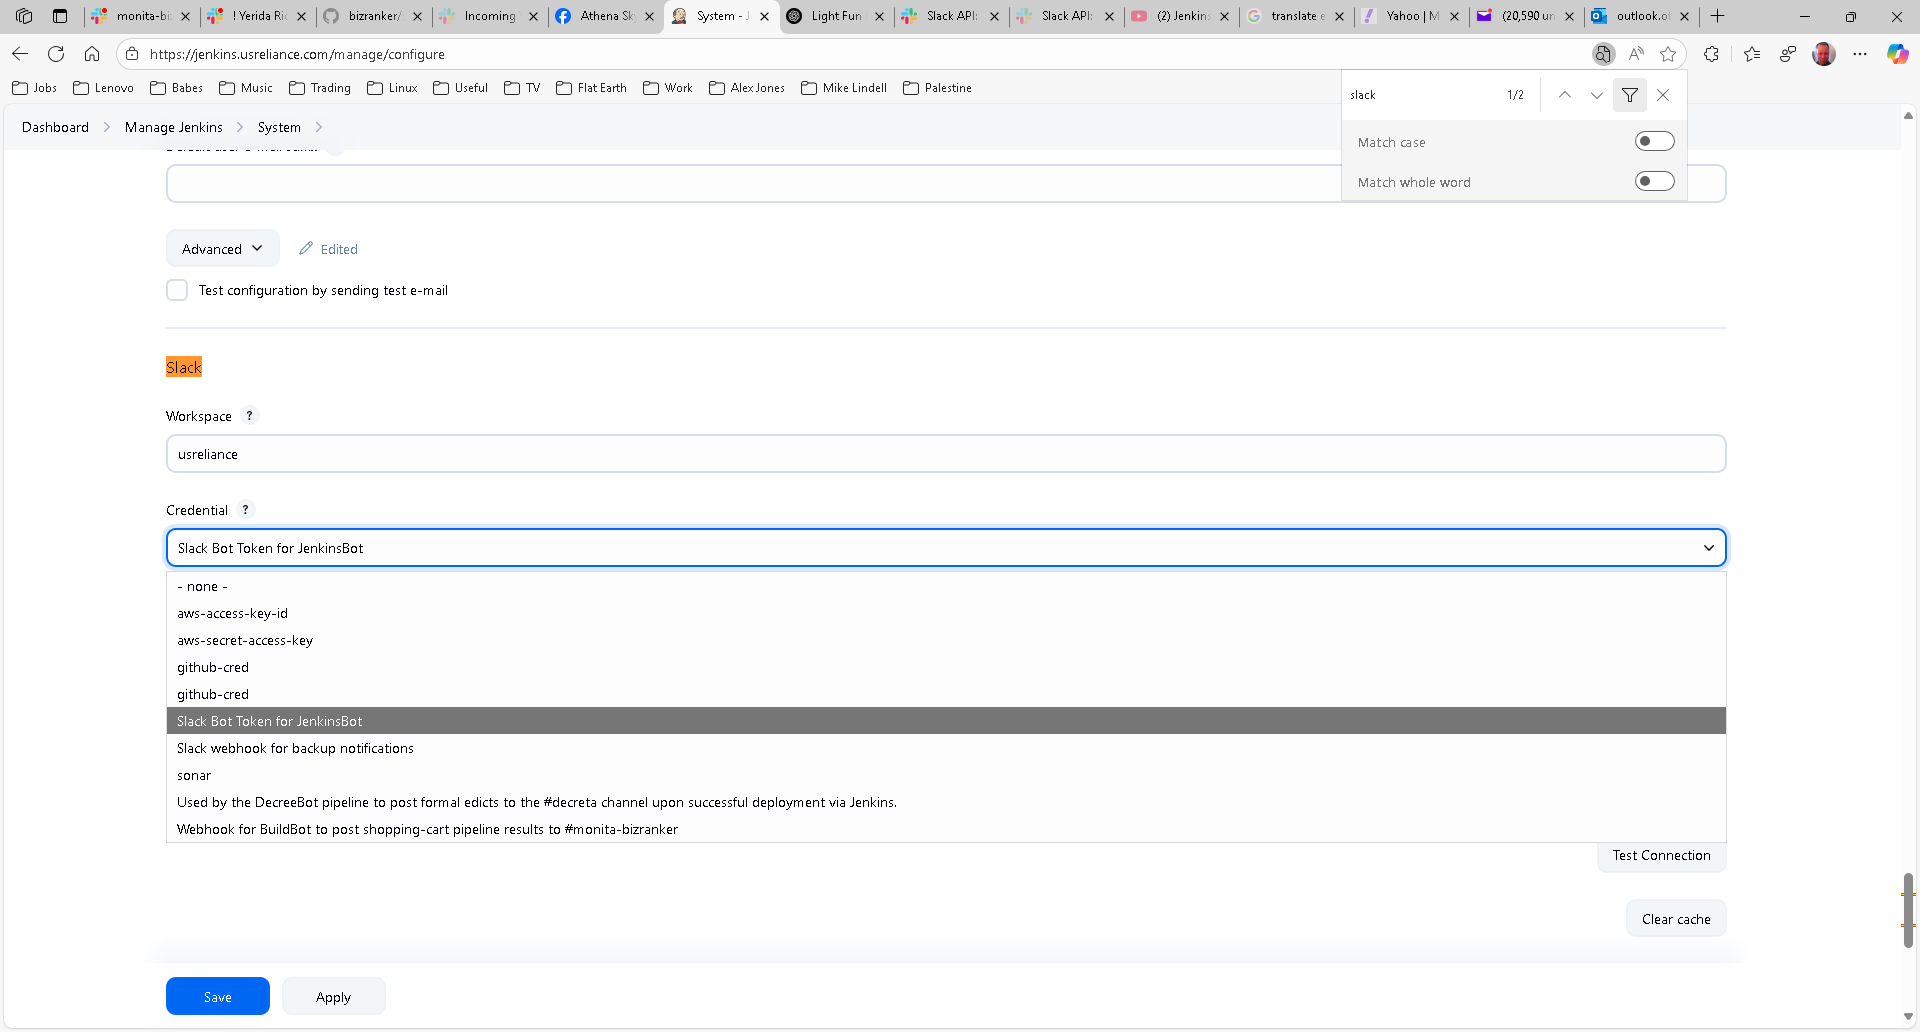 monita-bi:
! Yerida Ric
bizranker/
Incoming
Athena Sk
System - J
Light Fun
Slack API:
Slack API:
(2) Jenkins
translate e
Yahoo | M
(20,590 un
outlook.of
https://jenkins.usreliance.com/manage/configure
Jobs
Lenovo
Babes
Music
Trading
Linux
Useful
TV
Flat Earth
Work
Alex Jones
Mike Lindell
Palestine
slack
1/2
Match case
Match whole word
Dashboard
Manage Jenkins
System
Advanced
Edited
Test configuration by sending test e-mail
Slack
Workspace ?
usreliance
Credential ?
Slack Bot Token for JenkinsBot
- none -
aws-access-key-id
aws-secret-access-key
github-cred
github-cred
Slack Bot Token for JenkinsBot
Slack webhook for backup notifications
sonar
Used by the DecreeBot pipeline to post formal edicts to the #decreta channel upon successful deployment via Jenkins.
Webhook for BuildBot to post shopping-cart pipeline results to #monita-bizranker
Test Connection
Clear cache
Save
Apply